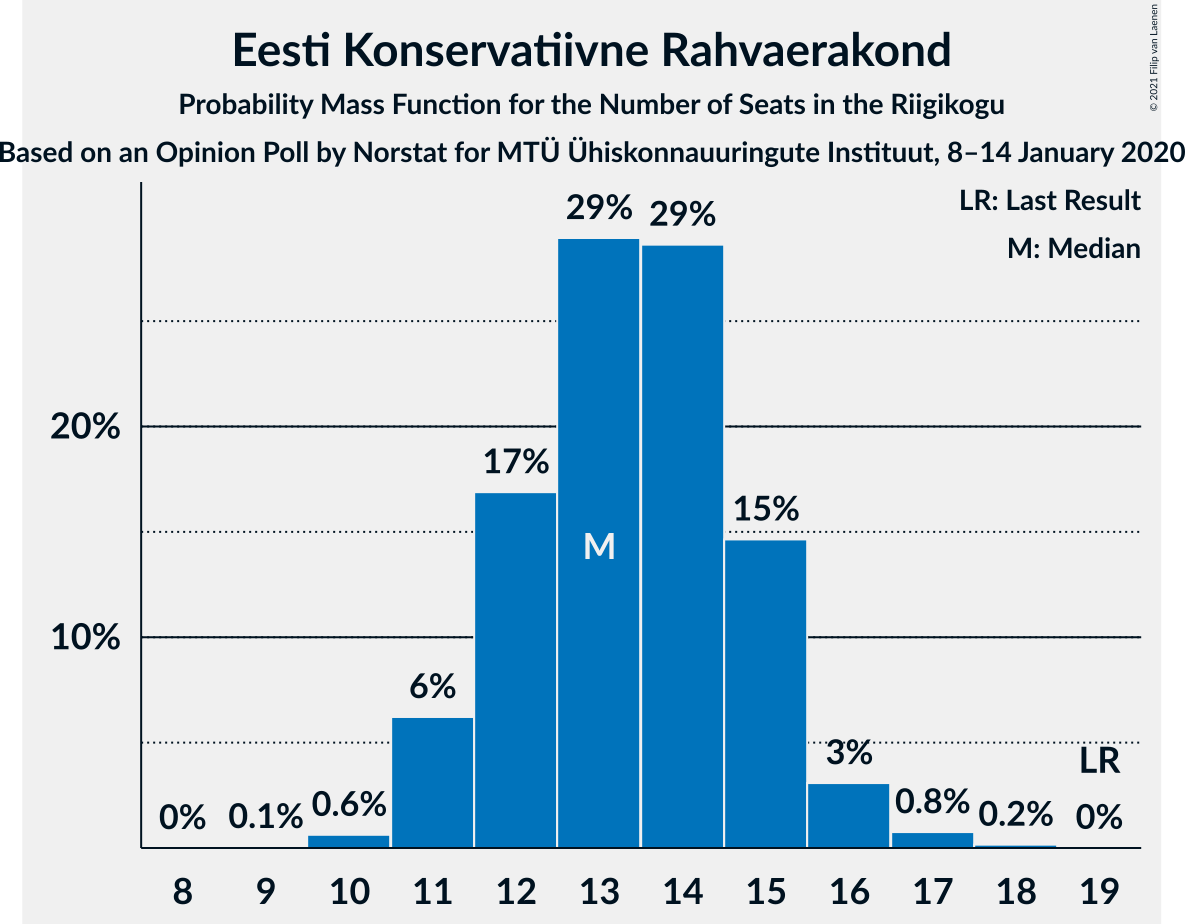 Eesti Konservatiivne Rahvaerakond
Probability Mass Function for the Number of Seats in the Riigikogu
Based on an Opinion Poll by Norstat for MTÜ Ühiskonnauuringute Instituut, 8–14 January 2020
© 2021 Filip van Laenen
LR: Last Result
M: Median
29% 29%
20%
17%
15%
M
10%
6%
3%
LR
0% 0.1% 0.6% 0.8% 0.2% 0%
8 9 10 11 12 13 14 15 16 17 18 19